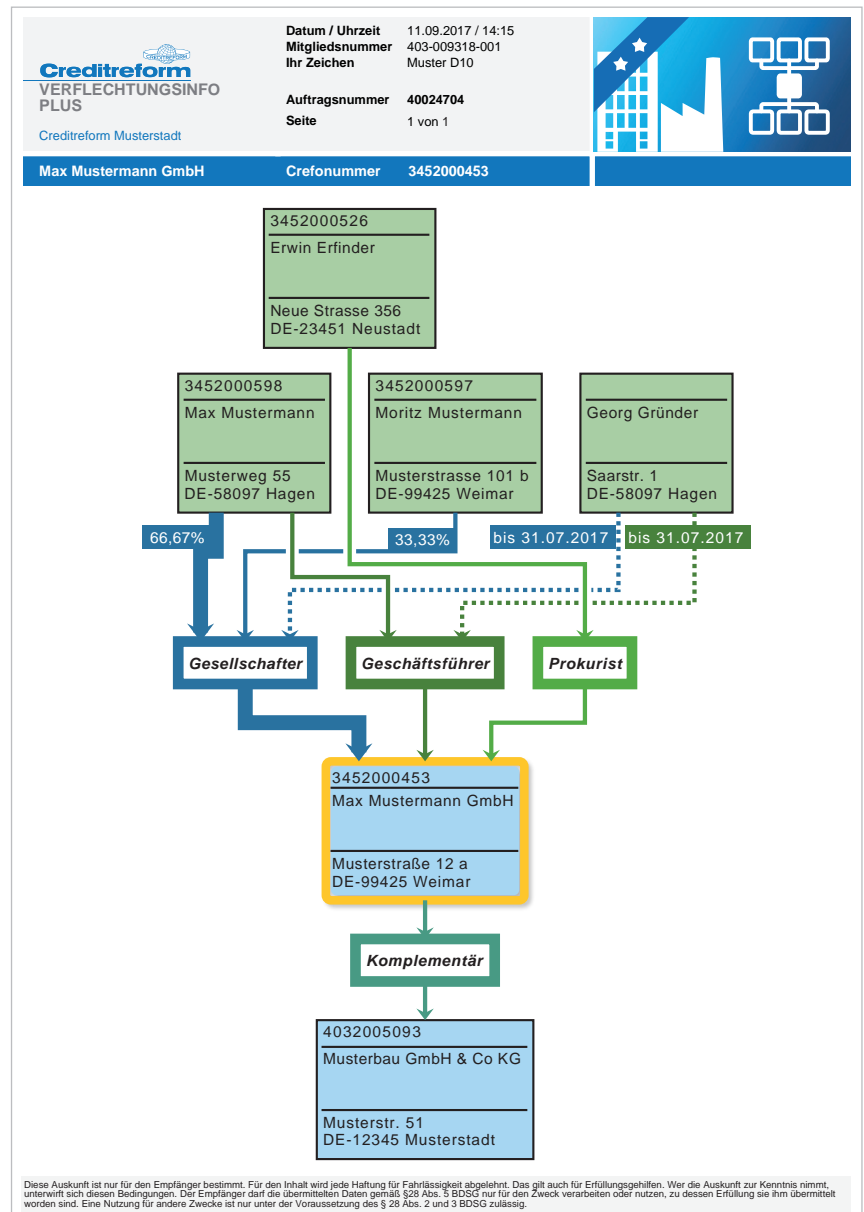 Datum / Uhrzeit 11.09.2017 / 14:15
Mitgliedsnummer 403-009318-001
Ihr Zeichen Muster D10
Auftragsnummer 40024704
Seite 1 von 1
CREDITREFORM
Creditreform
VERFLECHTUNGSINFO
PLUS
Creditreform Musterstadt
Max Mustermann GmbH Crefonummer 3452000453
3452000526
Erwin Erfinder
Neue Strasse 356
DE-23451 Neustadt
3452000598
Max Mustermann
Musterweg 55
DE-58097 Hagen
3452000597
Moritz Mustermann
Musterstrasse 101 b
DE-99425 Weimar
Georg Gründer
Saarstr. 1
DE-58097 Hagen
66,67%
33,33%
bis 31.07.2017
bis 31.07.2017
Gesellschafter
Geschäftsführer
Prokurist
3452000453
Max Mustermann GmbH
Musterstraße 12 a
DE-99425 Weimar
Komplementär
4032005093
Musterbau GmbH & Co KG
Musterstr. 51
DE-12345 Musterstadt
Diese Auskunft ist nur für den Empfänger bestimmt. Für den Inhalt wird jede Haftung für Fahrlässigkeit abgelehnt. Das gilt auch für Erfüllungsgehilfen. Wer die Auskunft zur Kenntnis nimmt,
unterwirft sich diesen Bedingungen. Der Empfänger darf die übermittelten Daten gemäß §28 Abs. 5 BDSG nur für den Zweck verarbeiten oder nutzen, zu dessen Erfüllung sie ihm übermittelt
worden sind. Eine Nutzung für andere Zwecke ist nur unter der Voraussetzung des § 28 Abs. 2 und 3 BDSG zulässig.